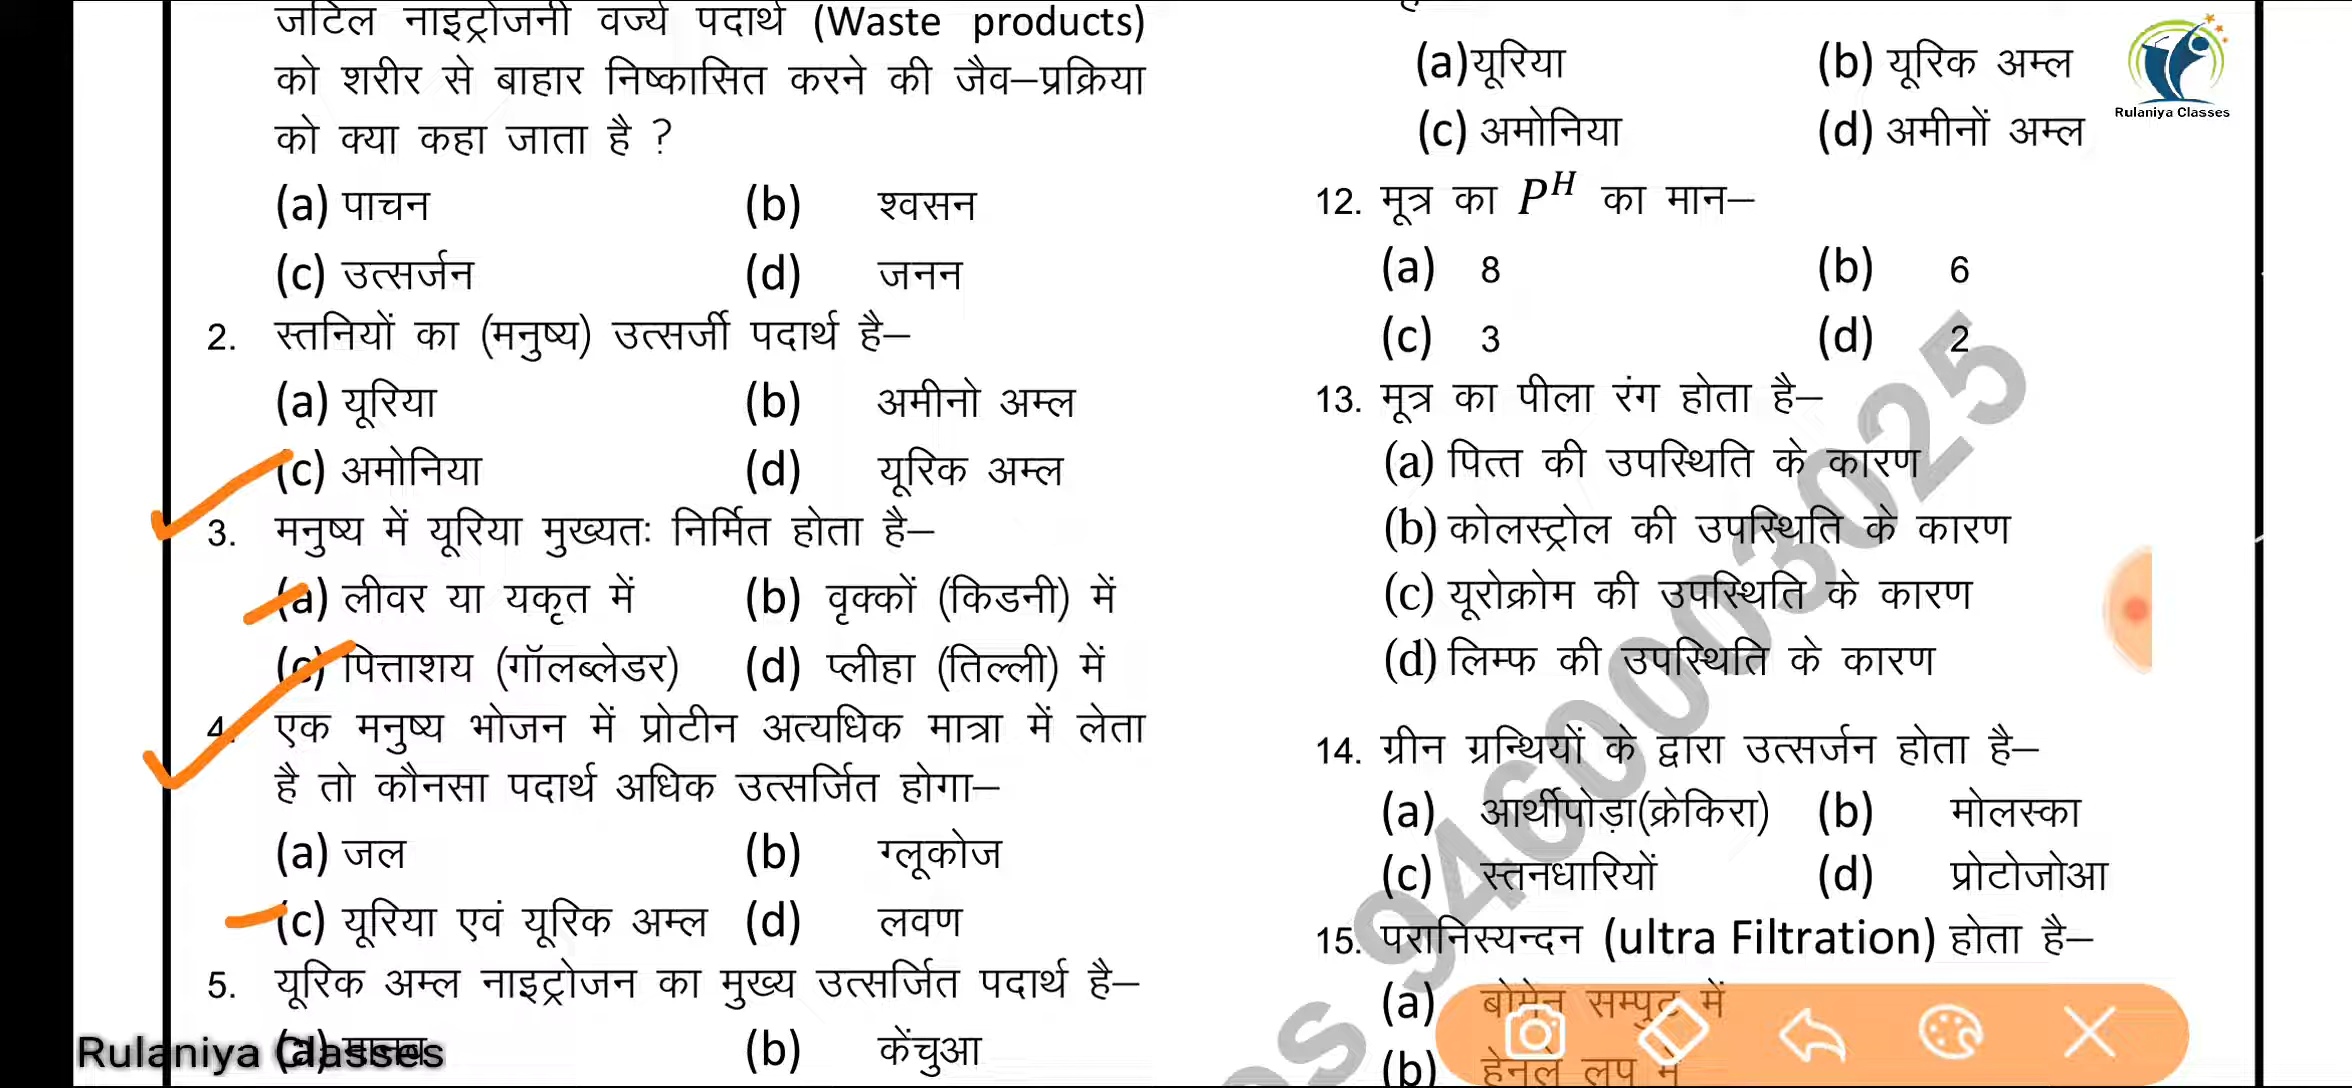 जटिल नाइट्रोजनी वर्ज्य पदार्थ (Waste products)
को शरीर से बाहार निष्कासित करने की जैव–प्रक्रिया
को क्या कहा जाता है ?
(a) पाचन (b) श्वसन
(c) उत्सर्जन (d) जनन
2. स्तनियों का (मनुष्य) उत्सर्जी पदार्थ है–
(a) यूरिया (b) अमीनो अम्ल
(c) अमोनिया (d) यूरिक अम्ल
3. मनुष्य में यूरिया मुख्यतः निर्मित होता है–
(a) लीवर या यकृत में (b) वृक्कों (किडनी) में
(c) पित्ताशय (गॉलब्लेडर) (d) प्लीहा (तिल्ली) में
4. एक मनुष्य भोजन में प्रोटीन अत्यधिक मात्रा में लेता
है तो कौनसा पदार्थ अधिक उत्सर्जित होगा–
(a) जल (b) ग्लूकोज
(c) यूरिया एवं यूरिक अम्ल (d) लवण
5. यूरिक अम्ल नाइट्रोजन का मुख्य उत्सर्जित पदार्थ है–
(a) मानव (b) केंचुआ
Rulaniya Classes
(a) यूरिया (b) यूरिक अम्ल
(c) अमोनिया (d) अमीनों अम्ल
Rulaniya Classes
12. मूत्र का P^H का मान–
(a) 8 (b) 6
(c) 3 (d) 2
13. मूत्र का पीला रंग होता है–
(a) पित्त की उपस्थिति के कारण
(b) कोलस्ट्रोल की उपस्थिति के कारण
(c) यूरोक्रोम की उपस्थिति के कारण
(d) लिम्फ की उपस्थिति के कारण
14. ग्रीन ग्रन्थियों के द्वारा उत्सर्जन होता है–
(a) आर्थीपोड़ा(क्रेकिरा) (b) मोलस्का
(c) स्तनधारियों (d) प्रोटोजोआ
15. परानिस्यन्दन (ultra Filtration) होता है–
(a) बोमेन सम्पुट में
(b) हेनले लूप में
9460003025